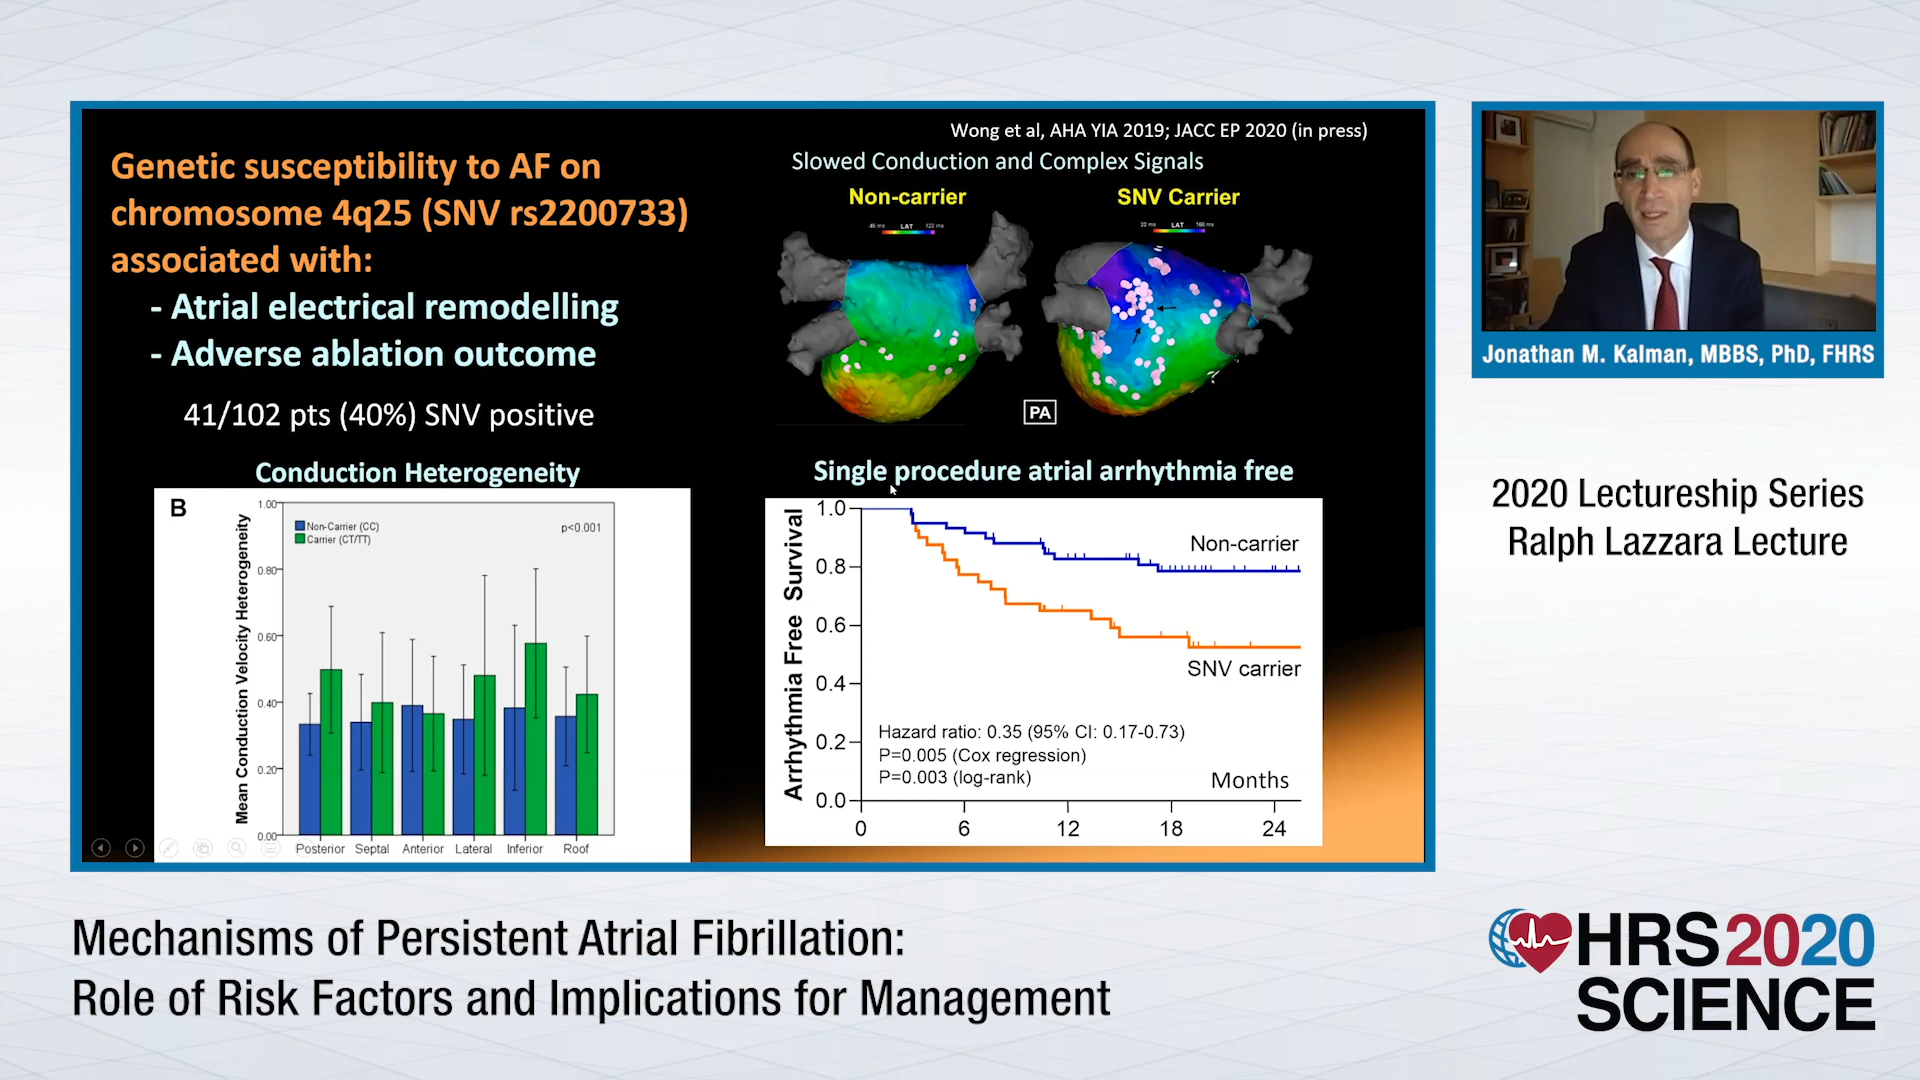 Wong et al, AHA YIA 2019; JACC EP 2020 (in press)
Genetic susceptibility to AF on
chromosome 4q25 (SNV rs2200733)
associated with:
- Atrial electrical remodelling
- Adverse ablation outcome
41/102 pts (40%) SNV positive
Slowed Conduction and Complex Signals
Non-carrier
SNV Carrier
LAT
LAT
PA
Conduction Heterogeneity
B
Mean Conduction Velocity Heterogeneity
1.00
0.80
0.60
0.40
0.20
0.00
Non-Carrier (CC)
Carrier (CT/TT)
p<0.001
Posterior Septal Anterior Lateral Inferior Roof
Single procedure atrial arrhythmia free
Arrhythmia Free Survival
1.0
0.8
0.6
0.4
0.2
0.0
Non-carrier
SNV carrier
Hazard ratio: 0.35 (95% CI: 0.17-0.73)
P=0.005 (Cox regression)
P=0.003 (log-rank)
Months
0 6 12 18 24
Jonathan M. Kalman, MBBS, PhD, FHRS
2020 Lectureship Series
Ralph Lazzara Lecture
Mechanisms of Persistent Atrial Fibrillation:
Role of Risk Factors and Implications for Management
HRS2020
SCIENCE